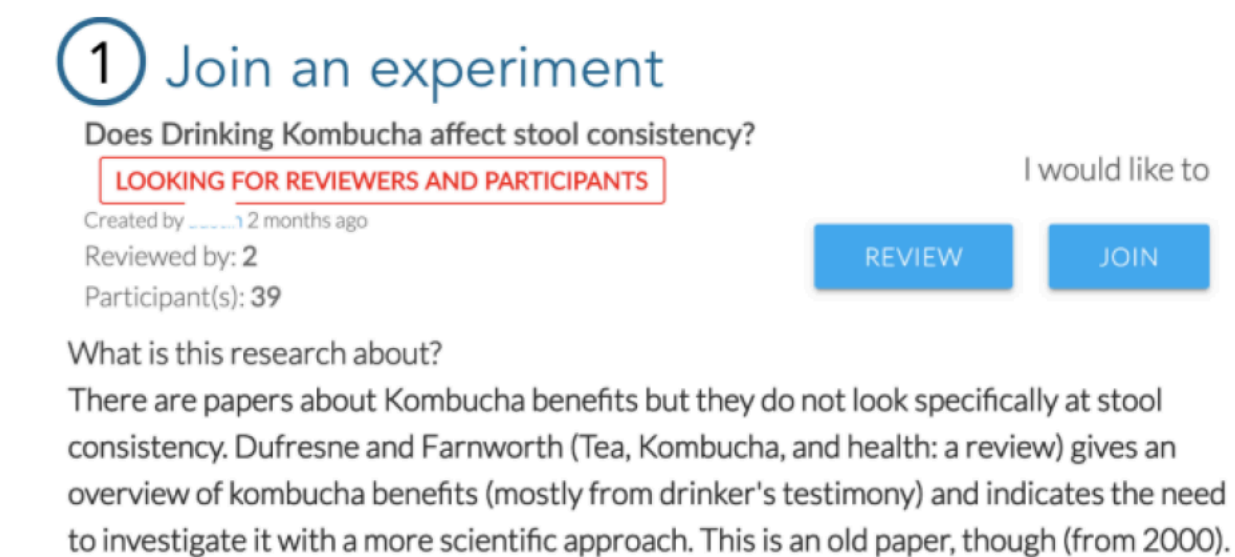 1 Join an experiment
Does Drinking Kombucha affect stool consistency?
LOOKING FOR REVIEWERS AND PARTICIPANTS
I would like to
Created by 2 months ago
REVIEW JOIN
Reviewed by: 2
Participant(s): 39
What is this research about?
There are papers about Kombucha benefits but they do not look specifically at stool
consistency. Dufresne and Farnworth (Tea, Kombucha, and health: a review) gives an
overview of kombucha benefits (mostly from drinker's testimony) and indicates the need
to investigate it with a more scientific approach. This is an old paper, though (from 2000).